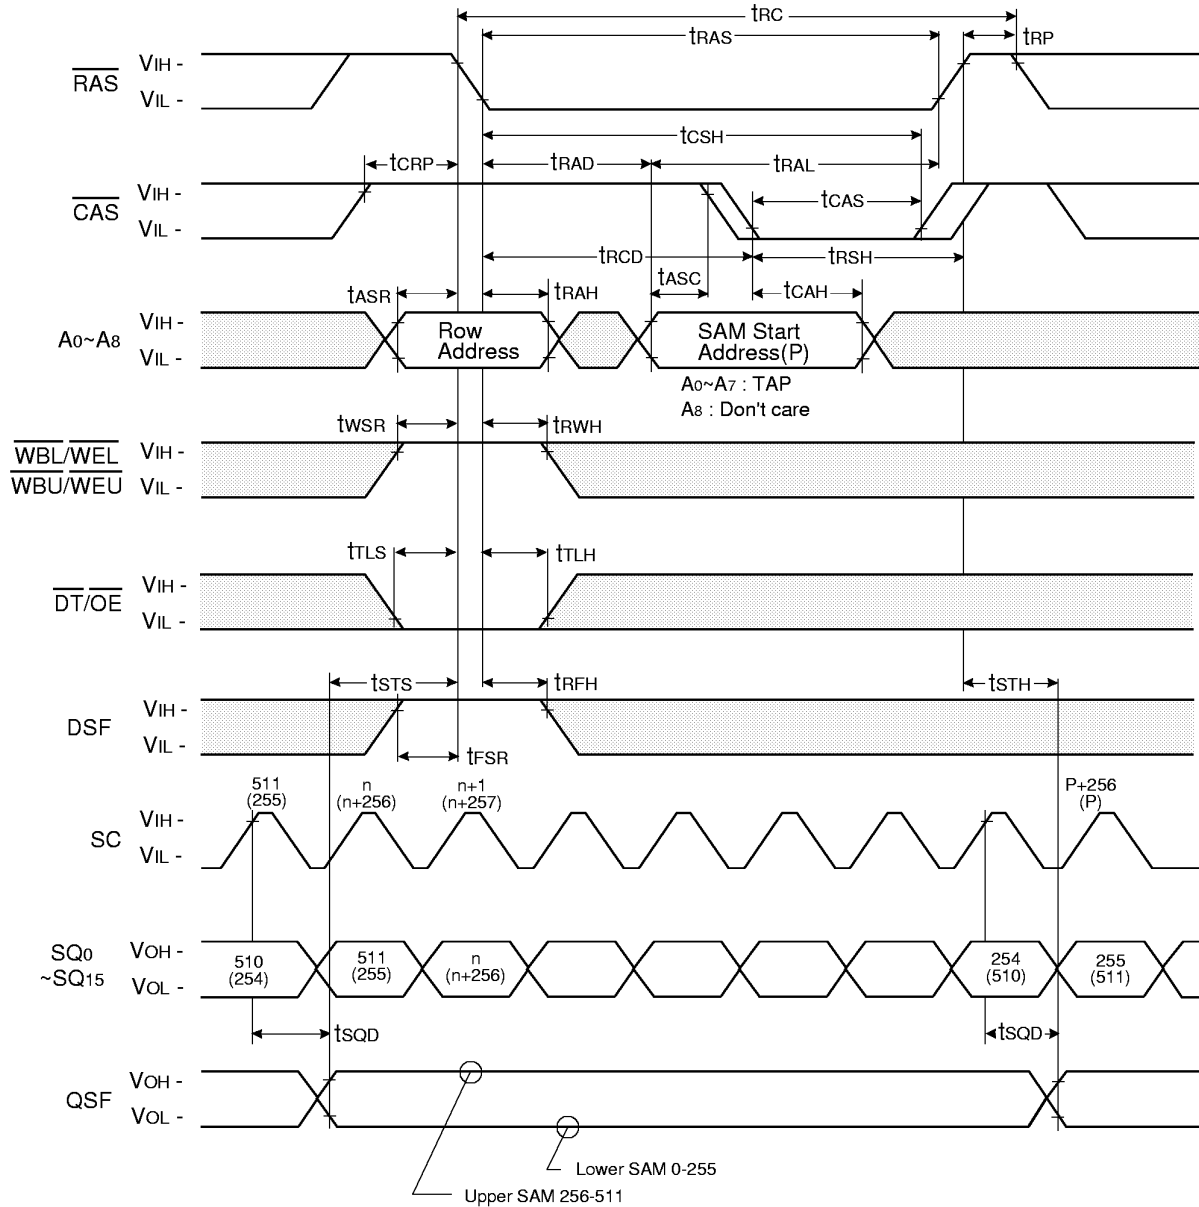 tRC
tRAS
tRP
RAS
VIH -
VIL -
tCSH
tCRP
tRAD
tRAL
CAS
VIH -
VIL -
tCAS
tRCD
tRSH
tASC
tASR
tRAH
tCAH
A0~A8
VIH -
VIL -
Row
Address
SAM Start
Address(P)
A0~A7 : TAP
A8 : Don't care
tWSR
tRWH
WBL/WEL
WBU/WEU
VIH -
VIL -
tTLS
tTLH
DT/OE
VIH -
VIL -
tSTS
tRFH
tSTH
DSF
VIH -
VIL -
tFSR
511
(255)
n
(n+256)
n+1
(n+257)
P+256
(P)
SC
VIH -
VIL -
SQ0
~SQ15
VOH -
VOL -
510
(254)
511
(255)
n
(n+256)
254
(510)
255
(511)
tSQD
tSQD
QSF
VOH -
VOL -
Lower SAM 0-255
Upper SAM 256-511